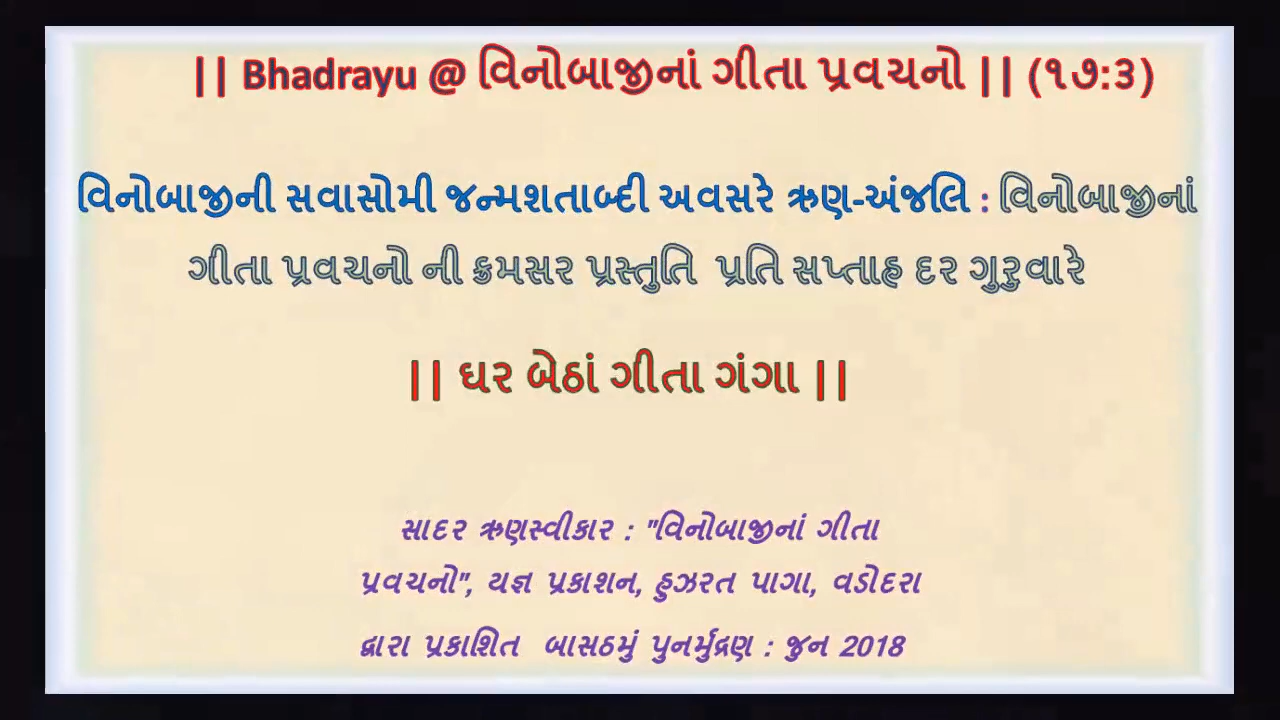 || Bhadrayu @ વિનોબાજીનાં ગીતા પ્રવચનો || (૧૭:૩)
વિનોબાજીની સવાસોમી જન્મશતાબ્દી અવસરે ઋણ-અંજલિ : વિનોબાજીનાં
ગીતા પ્રવચનો ની ક્રમસર પ્રસ્તુતિ પ્રતિ સપ્તાહ દર ગુરુવારે
|| ઘર બેઠાં ગીતા ગંગા ||
સાદર ઋણસ્વીકાર : "વિનોબાજીનાં ગીતા
પ્રવચનો", યજ્ઞ પ્રકાશન, હુઝરત પાગા, વડોદરા
દ્વારા પ્રકાશિત બાસઠમું પુનર્મુદ્રણ : જુન 2018